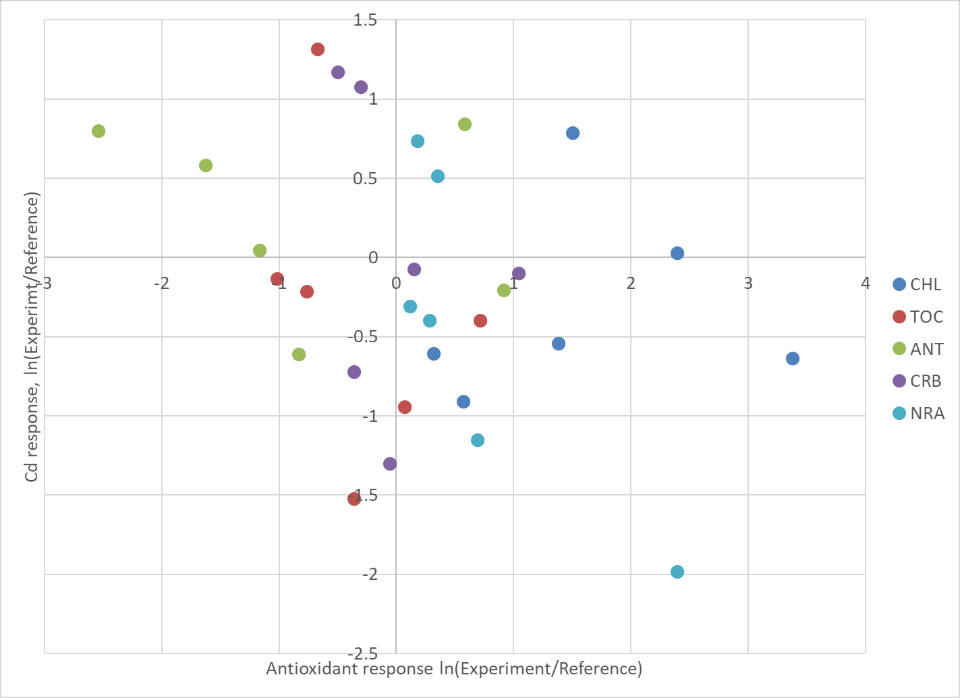 1.5
1
0.5
0
-0.5
-1
-1.5
-2
-2.5
-3
-2
-1
0
1
2
3
4
Cd response, ln(Experimt/Reference)
Antioxidant response ln(Experiment/Reference)
CHL
TOC
ANT
CRB
NRA